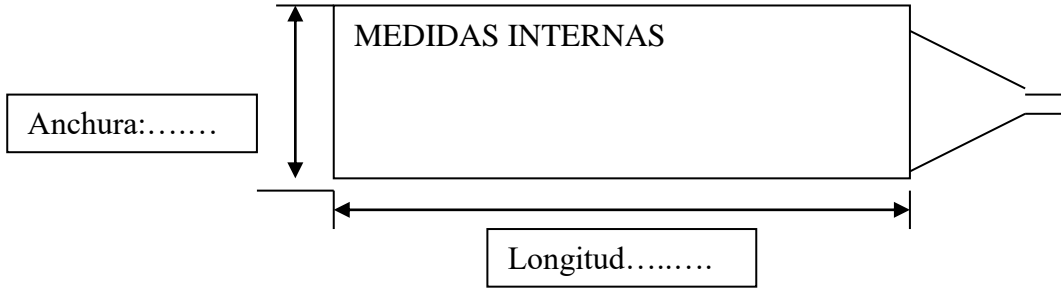 MEDIDAS INTERNAS
Anchura:…..…
Longitud…..….